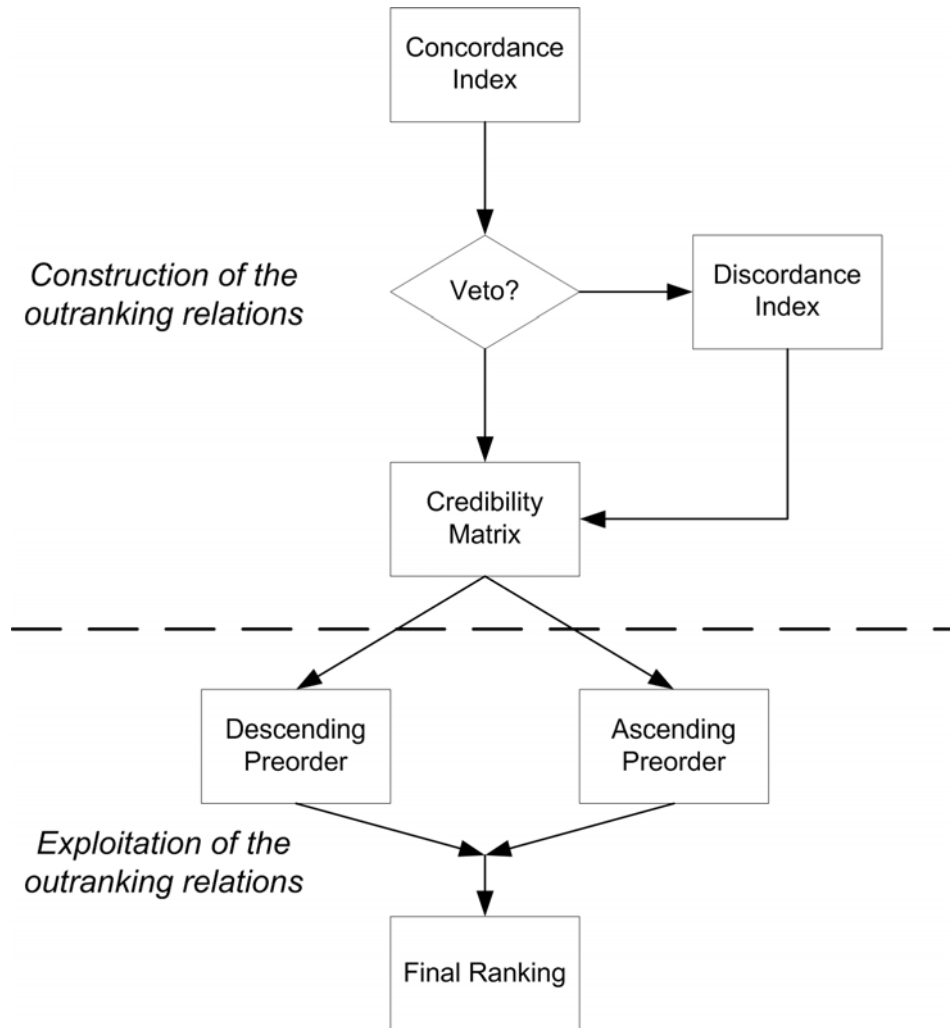 Concordance
Index
Construction of the
outranking relations
Veto?
Discordance
Index
Credibility
Matrix
Descending
Preorder
Ascending
Preorder
Exploitation of the
outranking relations
Final Ranking